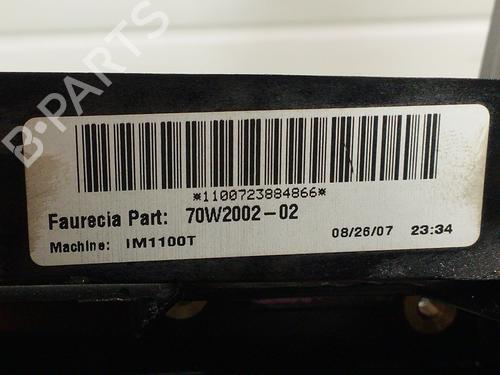 B-PARTS
*1100723884866*
Faurecia Part: 70W2002-02
Machine: IM1100T 08/26/07 23:34